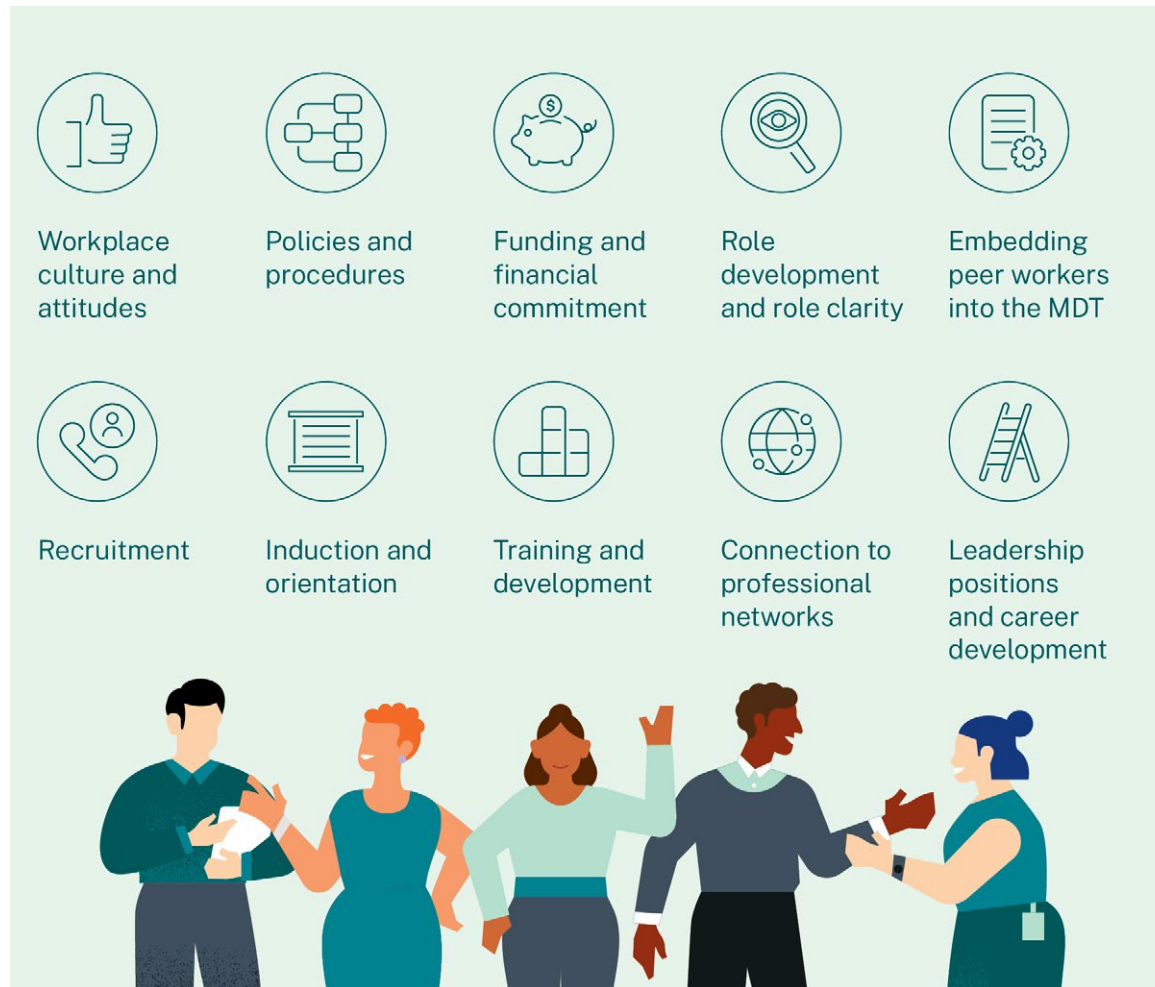 Workplace
culture and
attitudes
Policies and
procedures
Funding and
financial
commitment
Role
development
and role clarity
Embedding
peer workers
into the MDT
Recruitment
Induction and
orientation
Training and
development
Connection to
professional
networks
Leadership
positions
and career
development